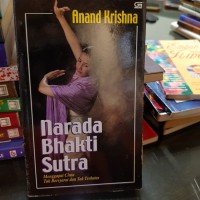 Anand Krishna
Narada
Bhakti
Sutra
Menggapai Cinta
Tak Bersyarat dan Tak Terbatas